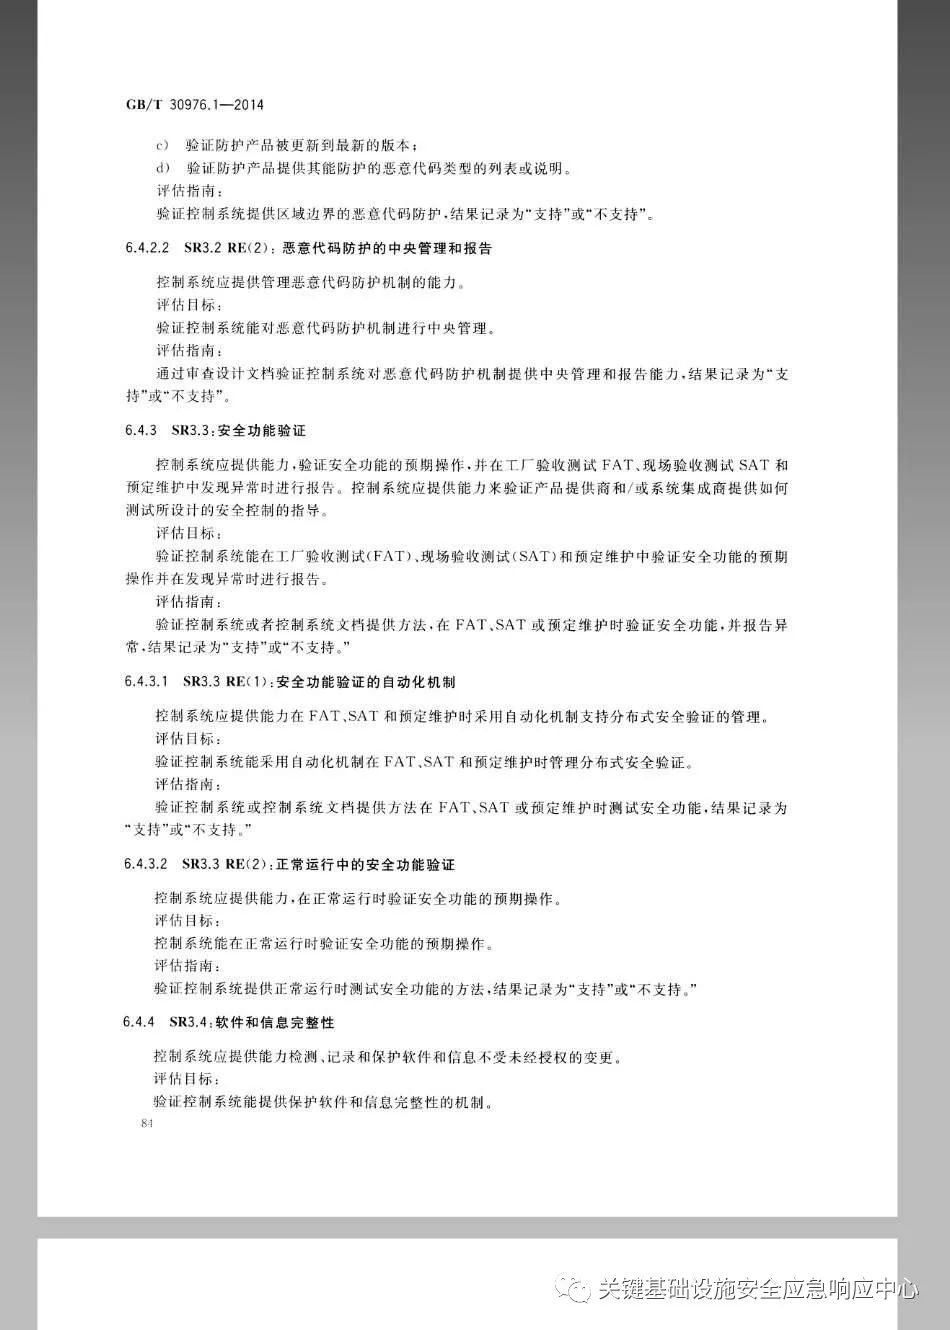 GB/T 30976.1—2014
c) 验证防护产品被更新到最新的版本;
d) 验证防护产品提供其能防护的恶意代码类型的列表或说明。
评估指南:
验证控制系统提供区域边界的恶意代码防护,结果记录为“支持”或“不支持”。
6.4.2.2 SR3.2 RE(2): 恶意代码防护的中央管理和报告
控制系统应提供管理恶意代码防护机制的能力。
评估目标:
验证控制系统能对恶意代码防护机制进行中央管理。
评估指南:
通过审查设计文档验证控制系统对恶意代码防护机制提供中央管理和报告能力,结果记录为“支
持”或“不支持”。
6.4.3 SR3.3:安全功能验证
控制系统应提供能力,验证安全功能的预期操作,并在工厂验收测试 FAT、现场验收测试 SAT 和
预定维护中发现异常时进行报告。控制系统应提供能力来验证产品提供商和/或系统集成商提供如何
测试所设计的安全控制的指导。
评估目标:
验证控制系统能在工厂验收测试(FAT)、现场验收测试(SAT)和预定维护中验证安全功能的预期
操作并在发现异常时进行报告。
评估指南:
验证控制系统或者控制系统文档提供方法,在 FAT、SAT 或预定维护时验证安全功能,并报告异
常,结果记录为“支持”或“不支持。”
6.4.3.1 SR3.3 RE(1):安全功能验证的自动化机制
控制系统应提供能力在 FAT、SAT 和预定维护时采用自动化机制支持分布式安全验证的管理。
评估目标:
验证控制系统能采用自动化机制在 FAT、SAT 和预定维护时管理分布式安全验证。
评估指南:
验证控制系统或控制系统文档提供方法在 FAT、SAT 或预定维护时测试安全功能,结果记录为
“支持”或“不支持。”
6.4.3.2 SR3.3 RE(2):正常运行中的安全功能验证
控制系统应提供能力,在正常运行时验证安全功能的预期操作。
评估目标:
控制系统能在正常运行时验证安全功能的预期操作。
评估指南:
验证控制系统提供正常运行时测试安全功能的方法,结果记录为“支持”或“不支持。”
6.4.4 SR3.4:软件和信息完整性
控制系统应提供能力检测、记录和保护软件和信息不受未经授权的变更。
评估目标:
验证控制系统能提供保护软件和信息完整性的机制。
84
关键基础设施安全应急响应中心